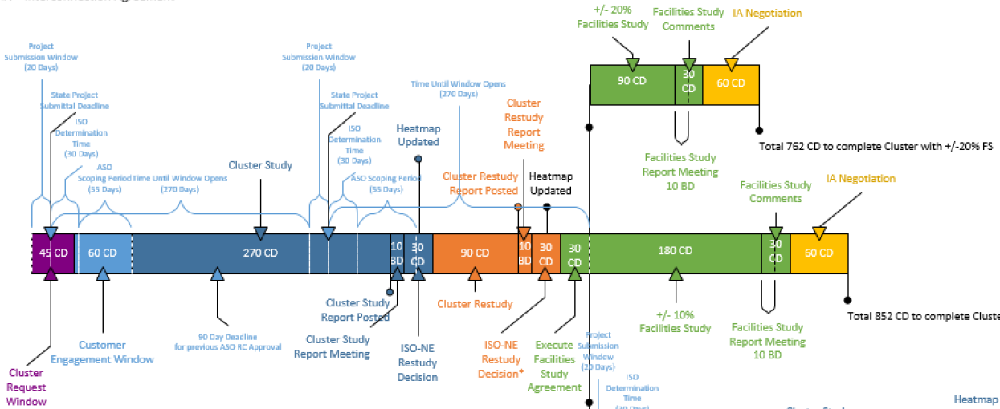 Interconnection Agreement
+/- 20%
Facilities Study
Facilities Study
Comments
IA Negotiation
Project
Submission Window
(20 Days)
Project
Submission Window
(20 Days)
90 CD
30
CD
60 CD
State Project
Submittal Deadline
ISO
Determination
Time
(30 Days)
ASO
Scoping Period
(55 Days)
Time Until Window Opens
(270 Days)
Cluster Study
State Project
Submittal Deadline
ISO
Determination
Time
(30 Days)
ASO Scoping Period
(55 Days)
Heatmap
Updated
Time Until Window Opens
(270 Days)
Cluster
Restudy
Report
Meeting
Cluster Restudy
Report Posted
Heatmap
Updated
Total 762 CD to complete Cluster with +/-20% FS
Facilities Study
Report Meeting
10 BD
Facilities Study
Comments
IA Negotiation
45 CD
60 CD
270 CD
10
BD
30
CD
90 CD
10
BD
30
CD
30
CD
180 CD
30
CD
60 CD
Cluster Study
Report Posted
Cluster Restudy
+/- 10%
Facilities Study
Total 852 CD to complete Cluste
Customer
Engagement Window
90 Day Deadline
for previous ASO RC Approval
Cluster Study
Report Meeting
ISO-NE
Restudy
Decision
ISO-NE
Restudy
Decision*
Execute
Facilities
Study
Agreement
Project
Submission
Window
(20 Days)
Facilities Study
Report Meeting
10 BD
Cluster
Request
Window
ISO
Determination
Time
(30 Days)
Heatmap
Cluster Study